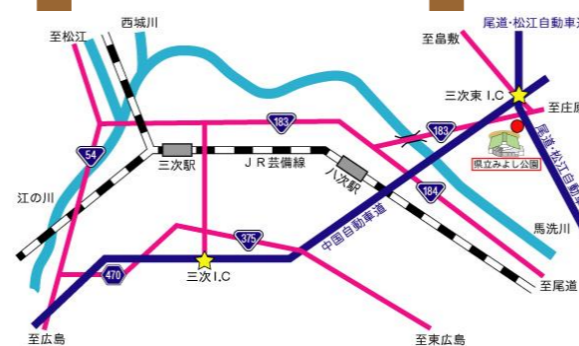 西城川
尾道・松江自動車道
至松江
至畠敷
三次東 I.C
至庄原
183
183
54
三次駅
JR芸備線
八次駅
県立みよし公園
尾道・松江自動車
184
江の川
中国自動車道
375
馬洗川
470
三次I.C
至尾道
至広島
至東広島